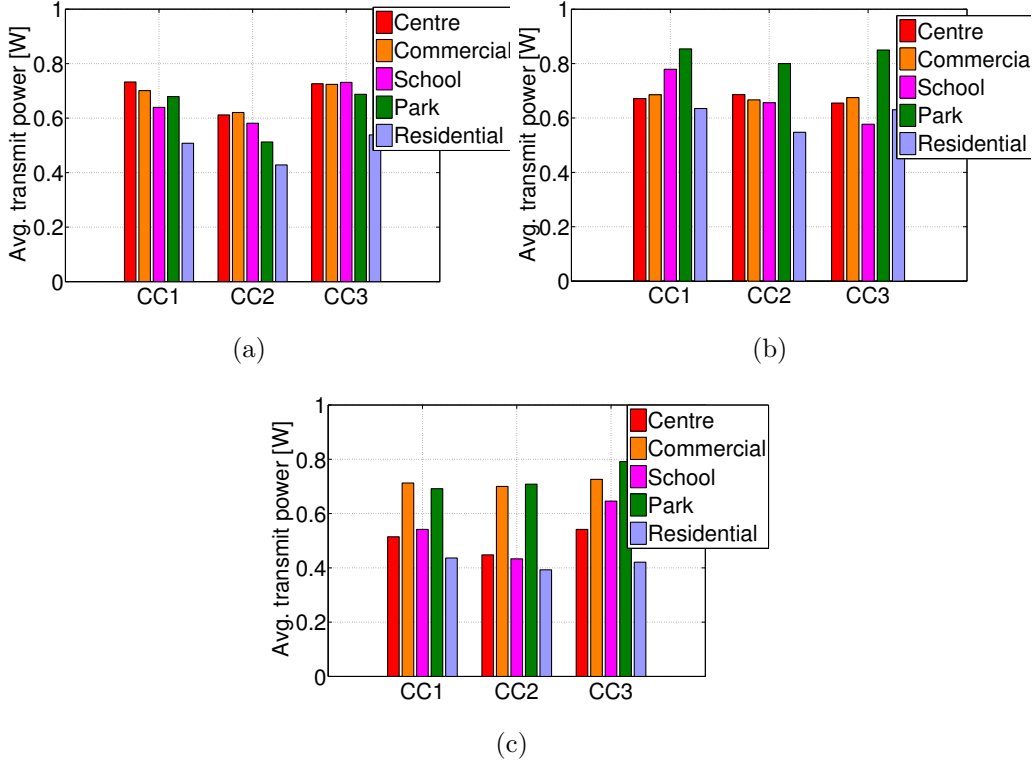 Avg. transmit power [W]
1
0.8
0.6
0.4
0.2
0
CC1 CC2 CC3
Centre
Commercial
School
Park
Residential
(a)
Avg. transmit power [W]
1
0.8
0.6
0.4
0.2
0
CC1 CC2 CC3
Centre
Commercial
School
Park
Residential
(b)
Avg. transmit power [W]
1
0.8
0.6
0.4
0.2
0
CC1 CC2 CC3
Centre
Commercial
School
Park
Residential
(c)